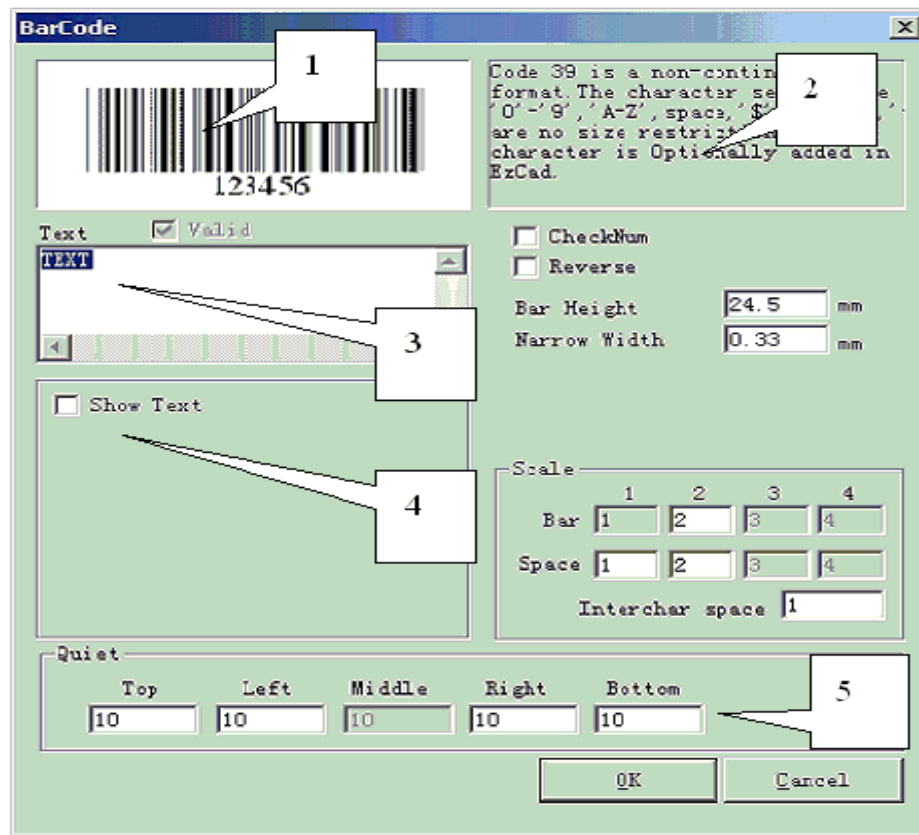 BarCode
1
123456
Code 39 is a non-contin
format.The character se e
'0'-'9','A-Z',space,'$'
are no size restrict
character is Optionally added in
EzCad.
2
Text Valid
TEXT
3
CheckNum
Reverse
Bar Height 24.5 mm
Narrow Width 0.33 mm
Show Text
4
Scale
1 2 3 4
Bar 1 2 3 4
Space 1 2 3 4
Interchar space 1
Quiet
Top Left Middle Right Bottom
10 10 10 10 10
5
OK Cancel